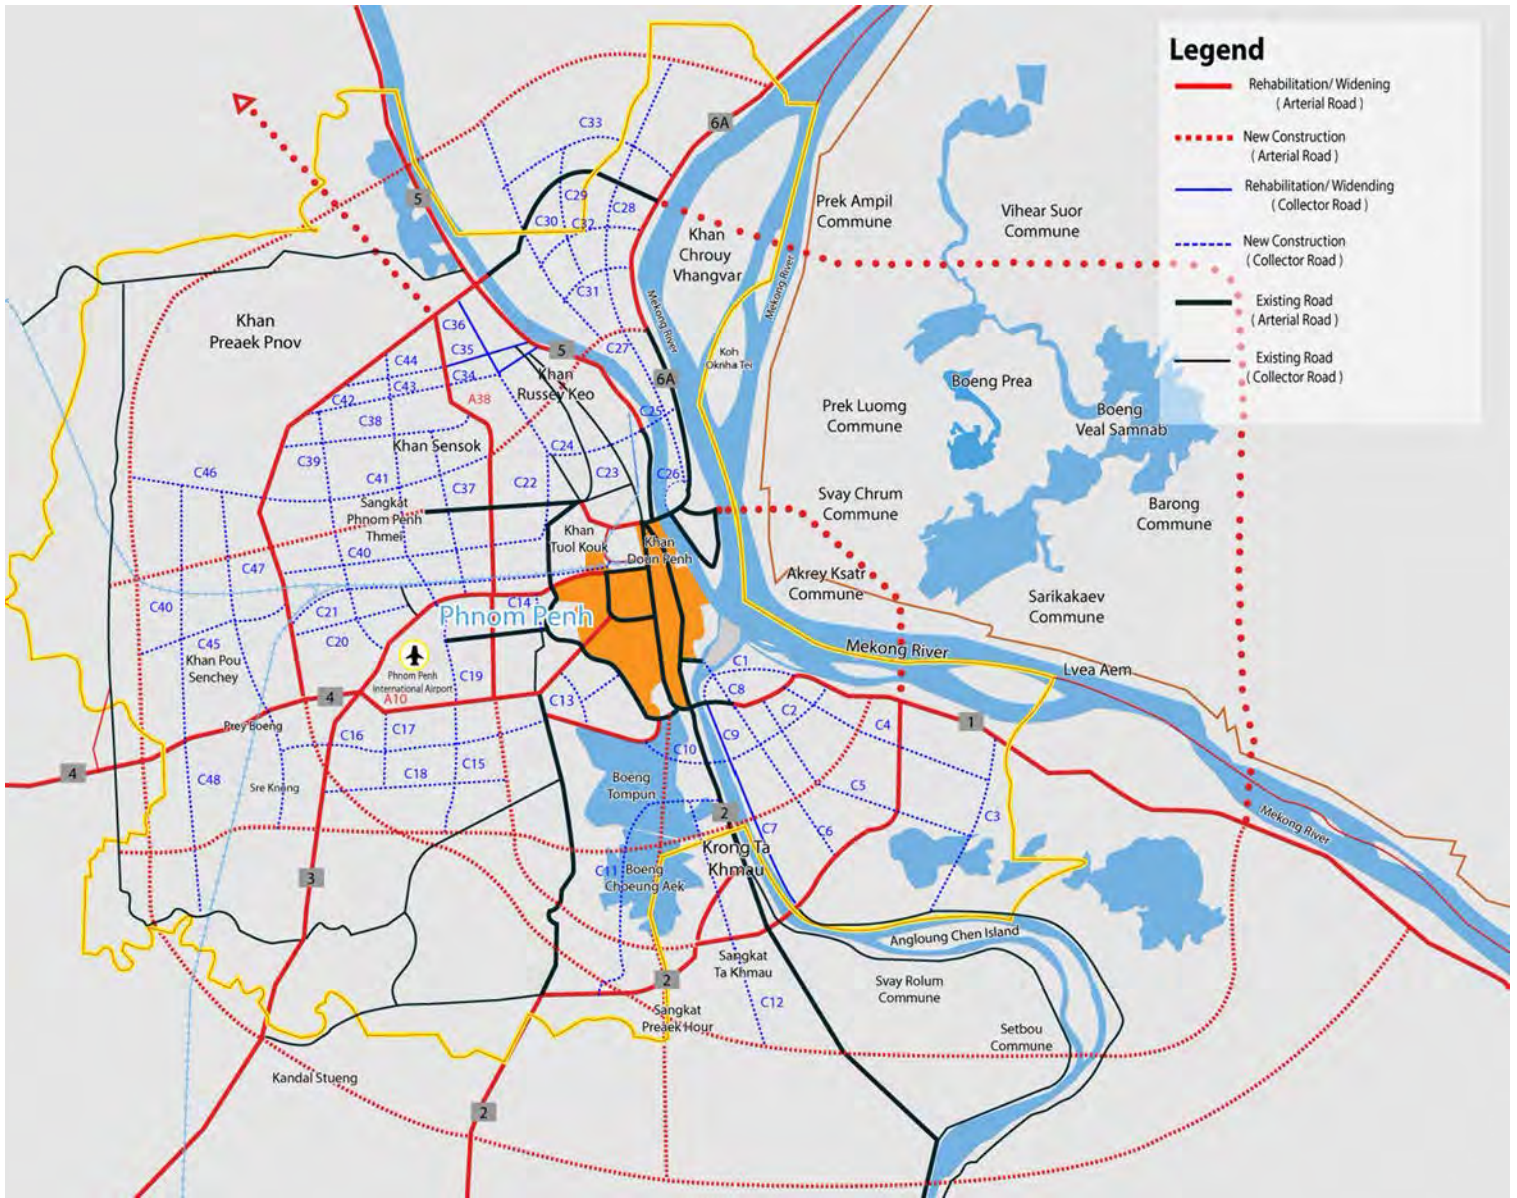 Legend
Rehabilitation/ Widening
( Arterial Road )
New Construction
( Arterial Road )
Rehabilitation/ Widending
( Collector Road )
New Construction
( Collector Road )
Existing Road
( Arterial Road )
Existing Road
( Collector Road )
6A
C33
5
C29
C28
C30
C32
Prek Ampil
Commune
Vihear Suor
Commune
Khan
Chrouy
Vhangvar
Mekong River
C31
Mekong River
Khan
Preaek Pnov
C36
C35
5
C27
Koh
Oknha Tei
C44
C34
Khan
Russey Keo
6A
Boeng Prea
C43
C42
A38
C25
Prek Luomg
Commune
Boeng
Veal Samnab
C38
Khan Sensok
C24
C39
C46
C41
C37
C22
C23
C26
Sangkat
Phnom Penh
Thmei
Svay Chrum
Commune
Barong
Commune
Khan
Tuol Kouk
Khan
Doun Penh
C40
C47
Akrey Ksatr
Commune
Sarikakaev
Commune
C40
C21
C14
Phnom Penh
C20
C45
Khan Pou
Senchey
Mekong River
Phnom Penh
International Airport
C19
C1
Lvea Aem
4
A10
C13
C8
C2
Prey Boeng
C16
C17
C9
C4
1
C10
4
C48
C18
C15
Sre Knong
Boeng
Tompun
C5
2
C7
C6
C3
Mekong River
Krong Ta
Khmau
3
C11
Boeng
Choeung Aek
Angloung Chen Island
Sangkat
Ta Khmau
2
Svay Rolum
Commune
C12
Sangkat
Preaek Hour
Setbou
Commune
Kandal Stueng
2